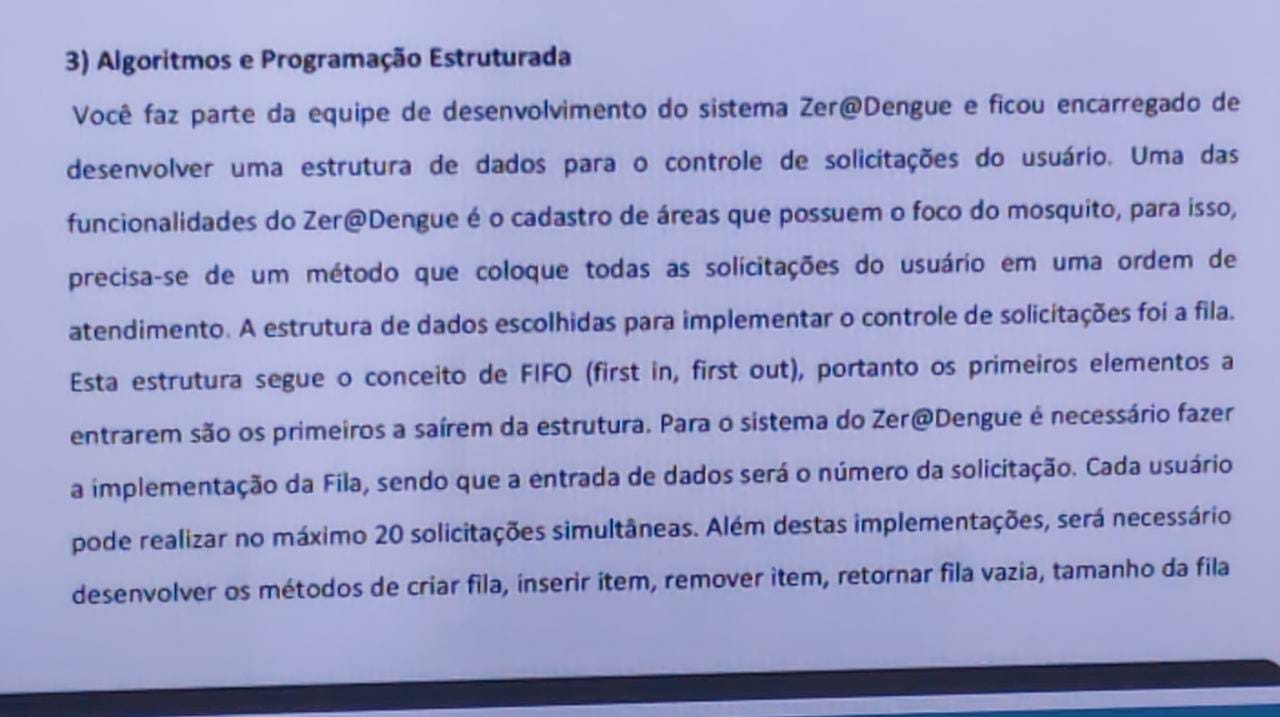 3) Algoritmos e Programação Estruturada
Você faz parte da equipe de desenvolvimento do sistema Zer@Dengue e ficou encarregado de
desenvolver uma estrutura de dados para o controle de solicitações do usuário. Uma das
funcionalidades do Zer@Dengue é o cadastro de áreas que possuem o foco do mosquito, para isso,
precisa-se de um método que coloque todas as solicitações do usuário em uma ordem de
atendimento. A estrutura de dados escolhidas para implementar o controle de solicitações foi a fila.
Esta estrutura segue o conceito de FIFO (first in, first out), portanto os primeiros elementos a
entrarem são os primeiros a saírem da estrutura. Para o sistema do Zer@Dengue é necessário fazer
a implementação da Fila, sendo que a entrada de dados será o número da solicitação. Cada usuário
pode realizar no máximo 20 solicitações simultâneas. Além destas implementações, será necessário
desenvolver os métodos de criar fila, inserir item, remover item, retornar fila vazia, tamanho da fila